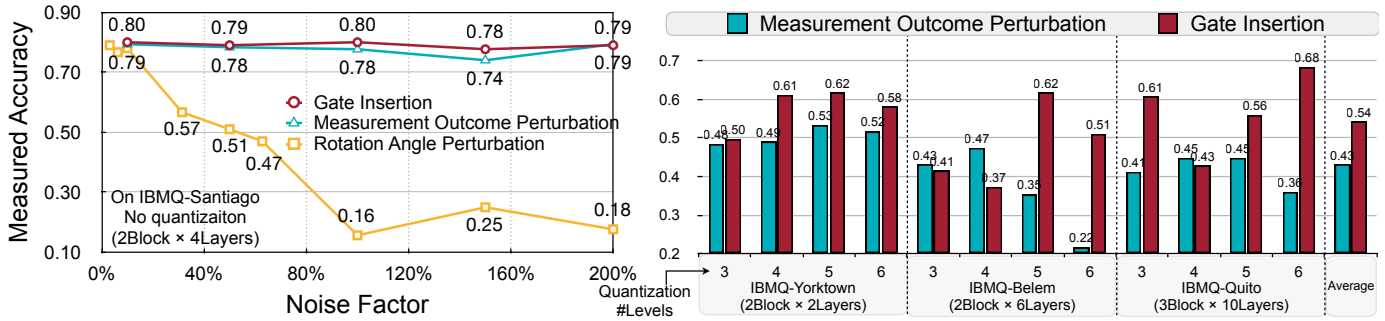 0.90
0.70
0.50
0.30
0.10
Measured Accuracy
0.80
0.79
0.80
0.78
0.79
0.79
0.78
0.78
0.74
0.79
0.57
0.51
0.47
0.16
0.25
0.18
Gate Insertion
Measurement Outcome Perturbation
Rotation Angle Perturbation
On IBMQ-Santiago
No quantizaiton
(2Block × 4Layers)
0% 40% 80% 120% 160% 200%
Noise Factor
Measurement Outcome Perturbation Gate Insertion
0.7
0.6
0.5
0.4
0.3
0.2
0.48 0.50 0.49 0.61 0.53 0.62 0.52 0.58
0.43 0.41 0.47 0.37 0.35 0.62 0.22 0.51
0.41 0.61 0.45 0.43 0.45 0.56 0.36 0.68
0.43 0.54
Quantization
#Levels
3 4 5 6
IBMQ-Yorktown
(2Block × 2Layers)
3 4 5 6
IBMQ-Belem
(2Block × 6Layers)
3 4 5 6
IBMQ-Quito
(3Block × 10Layers)
Average